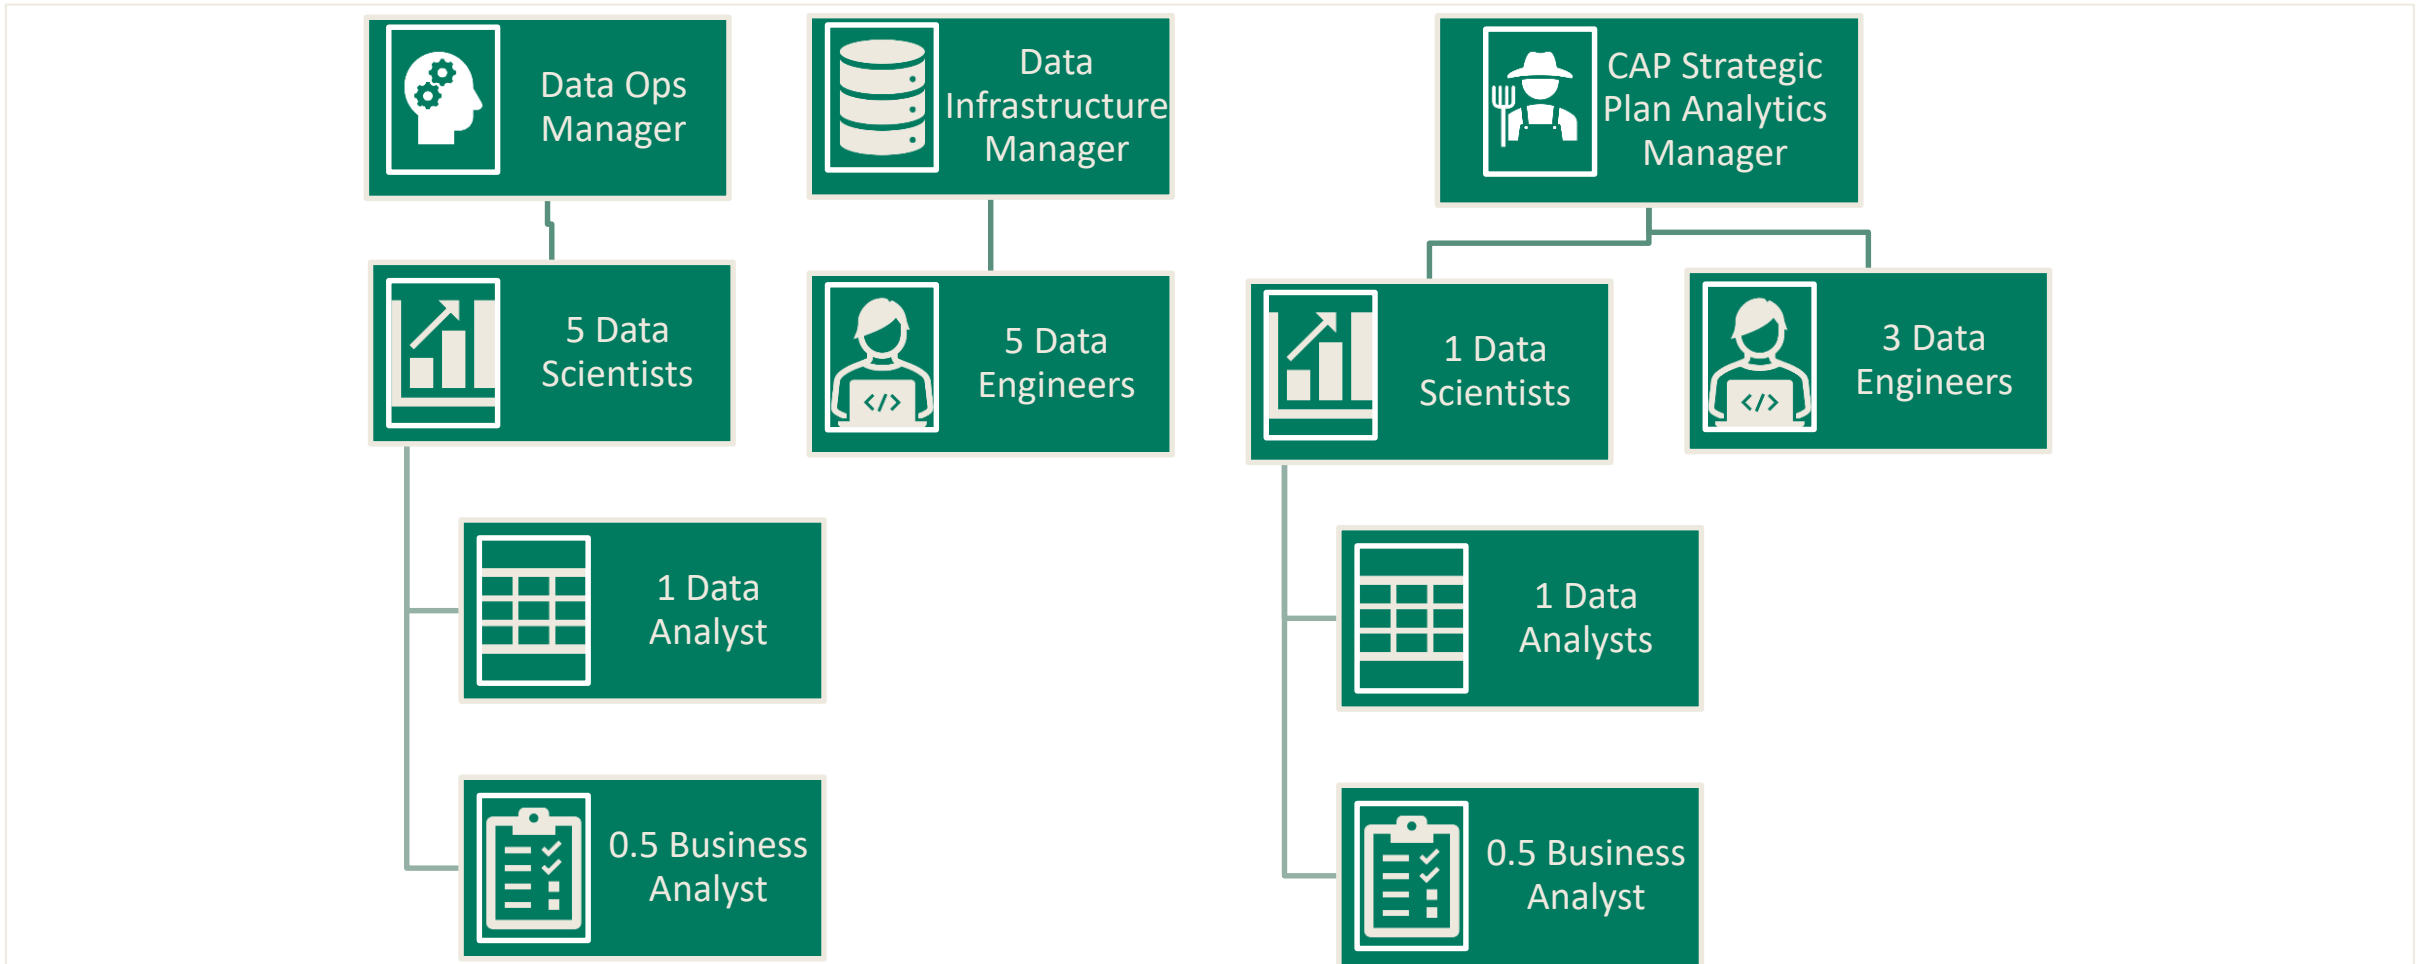 Data Ops
Manager
Data
Infrastructure
Manager
CAP Strategic
Plan Analytics
Manager
5 Data
Scientists
5 Data
Engineers
</>
1 Data
Scientists
3 Data
Engineers
</>
1 Data
Analyst
1 Data
Analysts
0.5 Business
Analyst
0.5 Business
Analyst